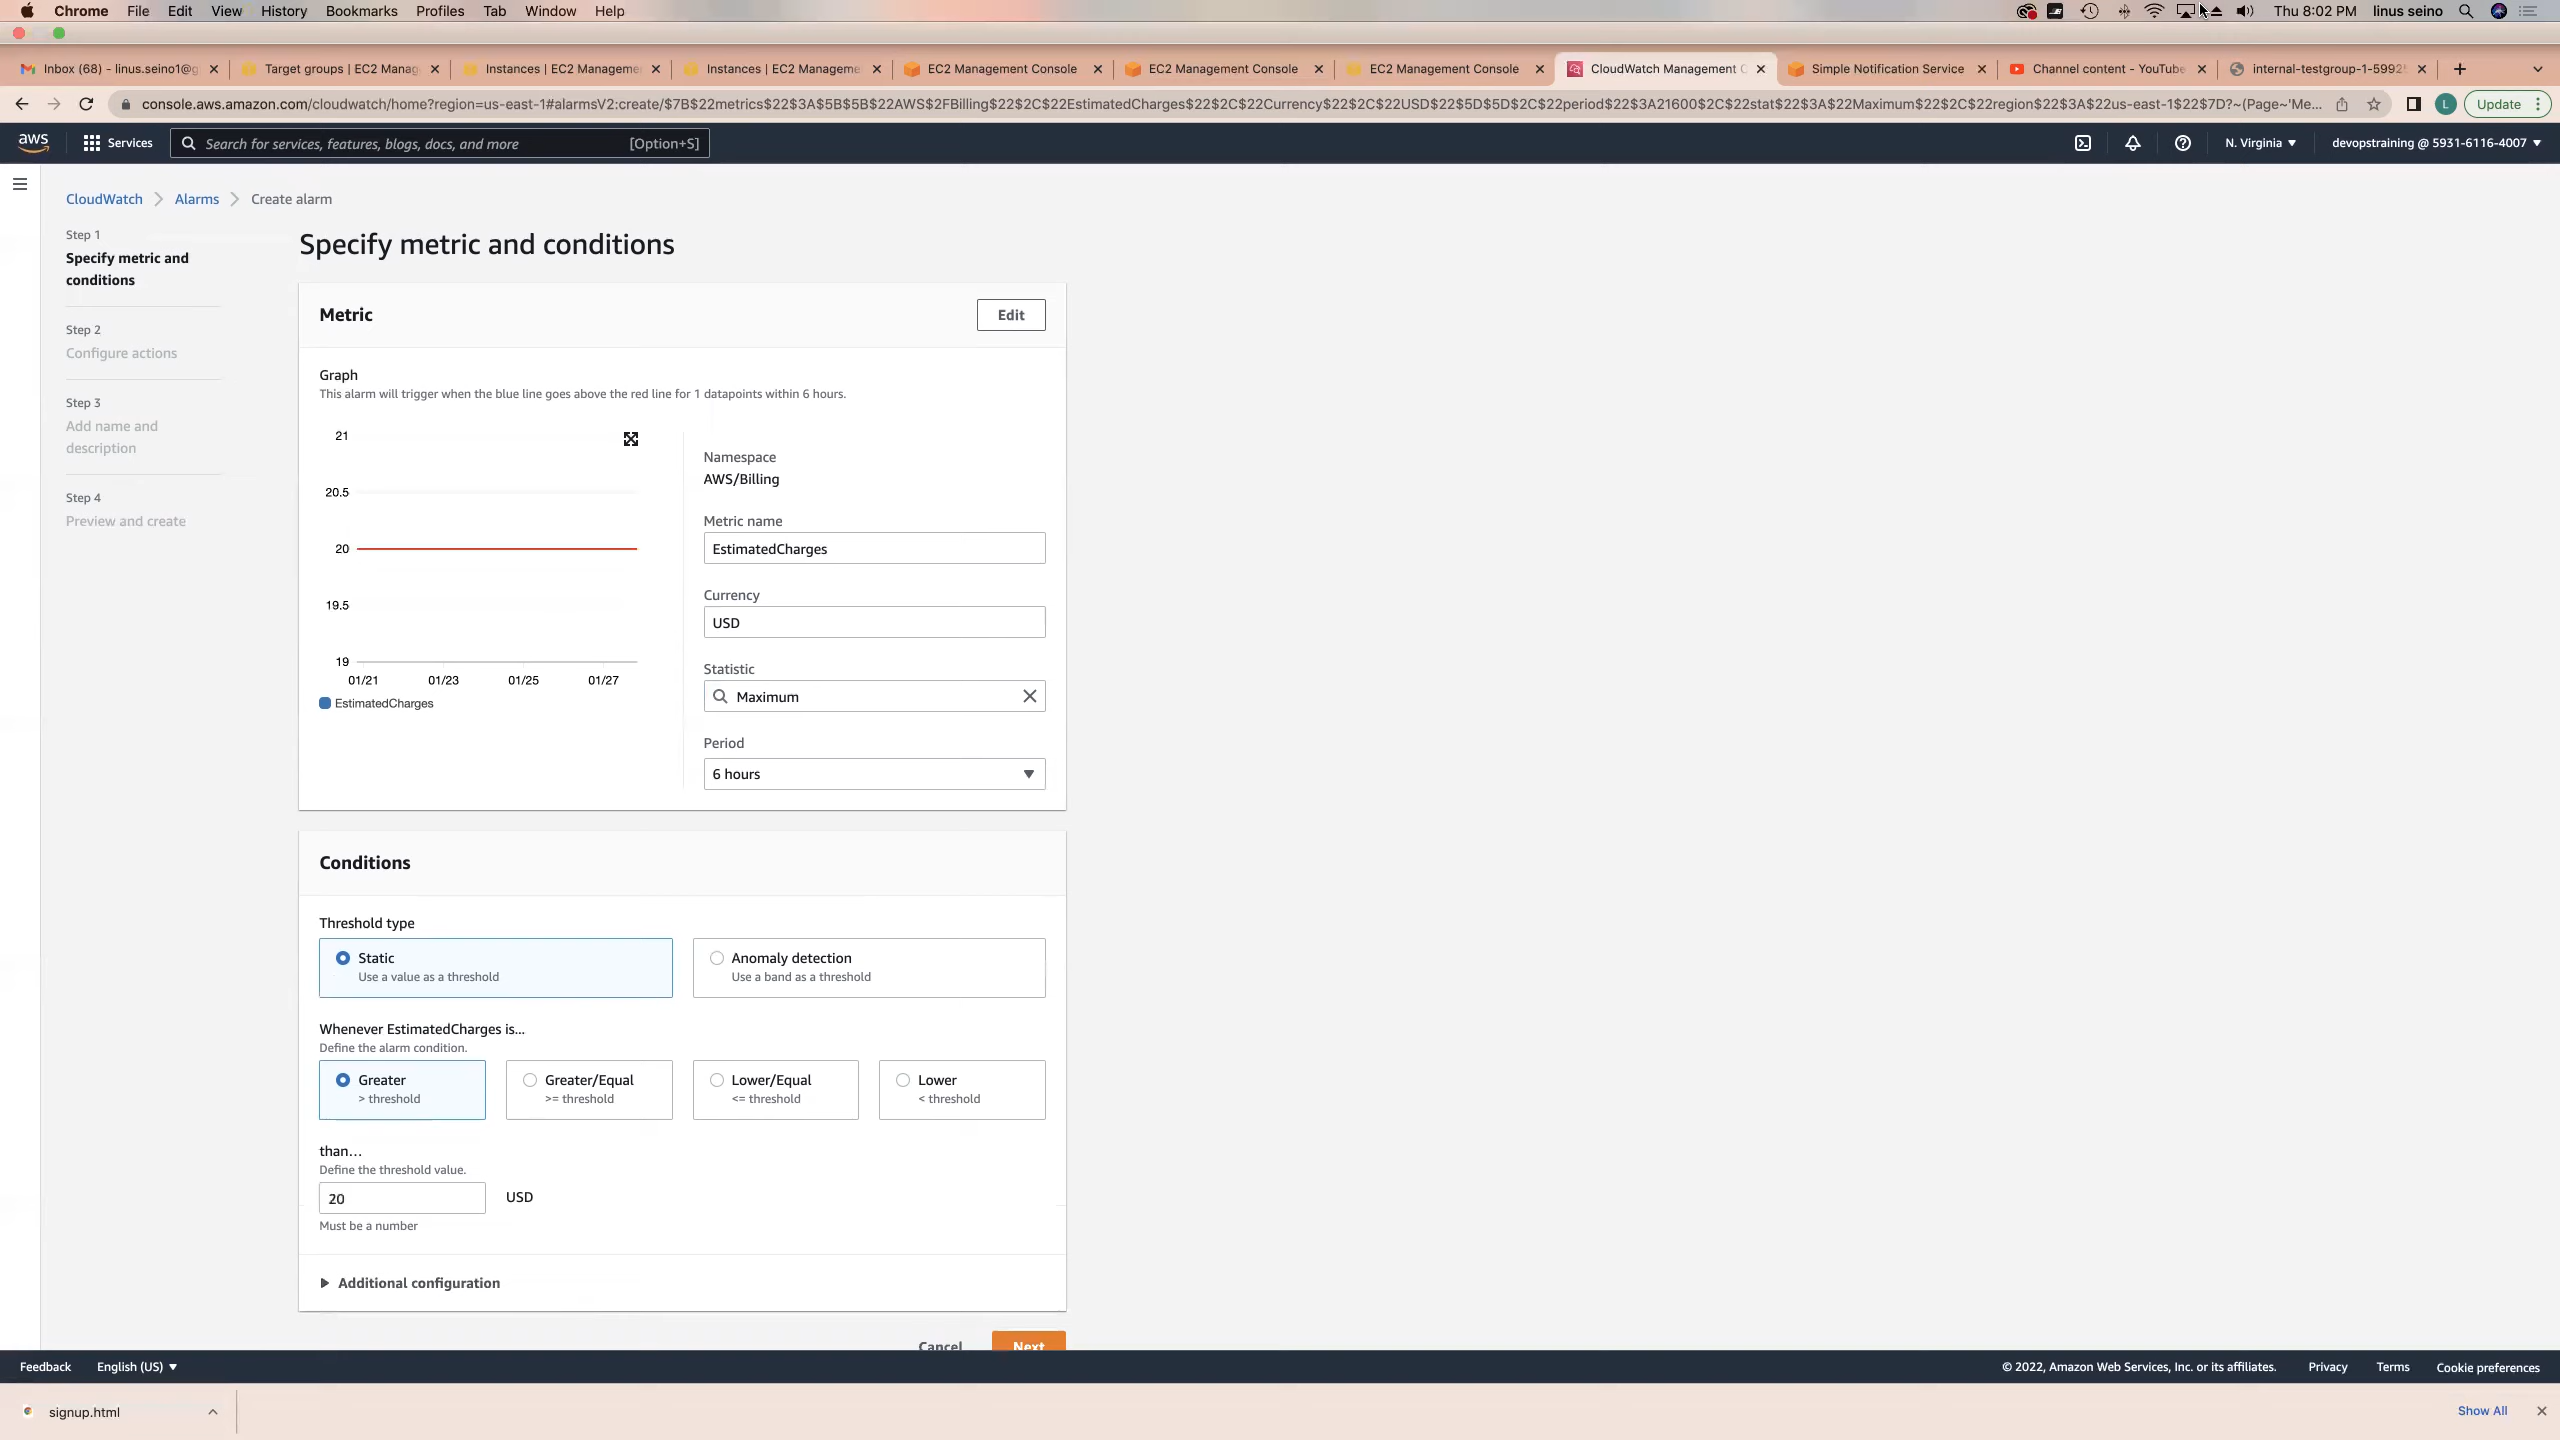 Chrome File Edit View History Bookmarks Profiles Tab Window Help Thu 8:02 PM linus seino
Inbox (68) - linus.seino1@g Target groups | EC2 Manag Instances | EC2 Manageme Instances | EC2 Manageme EC2 Management Console EC2 Management Console EC2 Management Console CloudWatch Management C Simple Notification Service Channel content - YouTube internal-testgroup-1-5992
console.aws.amazon.com/cloudwatch/home?region=us-east-1#alarmsV2:create/$7B$22metrics$22$3A$5B$5B$22AWS$2FBilling$22$2C$22EstimatedCharges$22$2C$22Currency$22$2C$22USD$22$5D$5D$2C$22period$22$3A21600$2C$22stat$22$3A$22Maximum$22$2C$22region$22$3A$22us-east-1$22$7D?~(Page~'Me... L Update
aws Services Search for services, features, blogs, docs, and more [Option+S] N. Virginia devopstraining @ 5931-6116-4007
CloudWatch Alarms Create alarm
Step 1
Specify metric and
conditions
Step 2
Configure actions
Step 3
Add name and
description
Step 4
Preview and create
Specify metric and conditions
Metric Edit
Graph
This alarm will trigger when the blue line goes above the red line for 1 datapoints within 6 hours.
21
20.5
20
19.5
19
01/21 01/23 01/25 01/27
EstimatedCharges
Namespace
AWS/Billing
Metric name
EstimatedCharges
Currency
USD
Statistic
Maximum
Period
6 hours
Conditions
Threshold type
Static
Use a value as a threshold
Anomaly detection
Use a band as a threshold
Whenever EstimatedCharges is...
Define the alarm condition.
Greater
> threshold
Greater/Equal
>= threshold
Lower/Equal
<= threshold
Lower
< threshold
than...
Define the threshold value.
20 USD
Must be a number
Additional configuration
Cancel Next
Feedback English (US) © 2022, Amazon Web Services, Inc. or its affiliates. Privacy Terms Cookie preferences
signup.html Show All